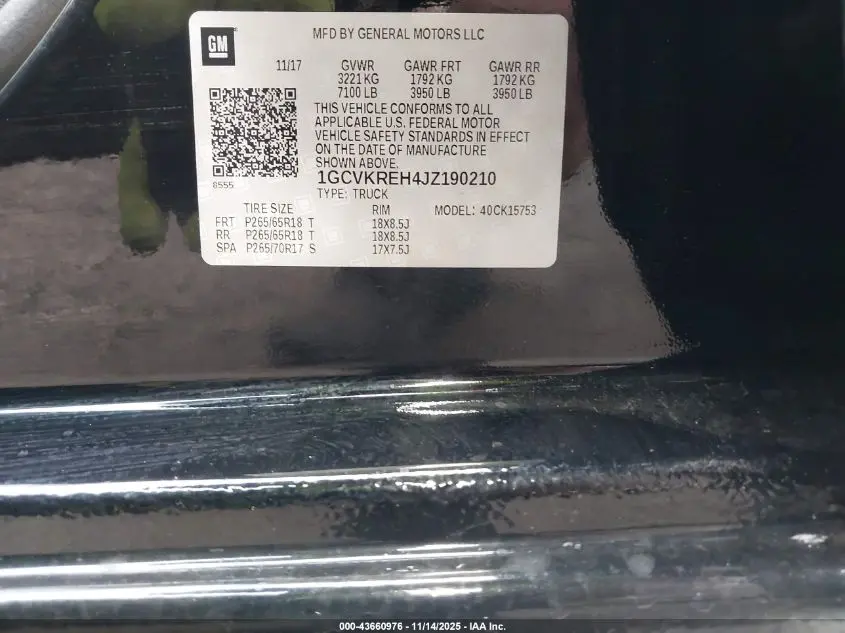 GM
MFD BY GENERAL MOTORS LLC
11/17 GVWR GAWR FRT GAWR RR
3221 KG 1792 KG 1792 KG
7100 LB 3950 LB 3950 LB
THIS VEHICLE CONFORMS TO ALL
APPLICABLE U.S. FEDERAL MOTOR
VEHICLE SAFETY STANDARDS IN EFFECT
ON THE DATE OF MANUFACTURE
SHOWN ABOVE.
1GCVKREH4JZ190210
8555
TYPE: TRUCK
TIRE SIZE RIM MODEL: 40CK15753
FRT P265/65R18 T 18X8.5J
RR P265/65R18 T 18X8.5J
SPA P265/70R17 S 17X7.5J
000-43660976 - 11/14/2025 - IAA Inc.